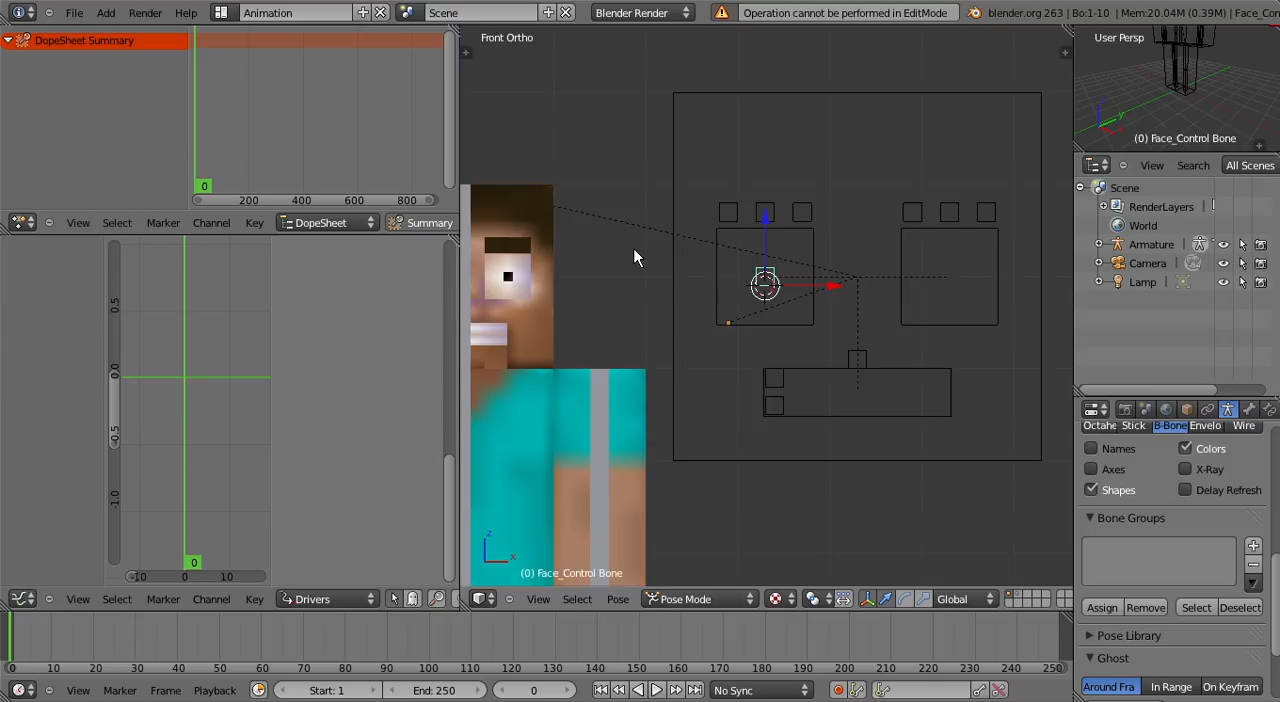 File Add Render Help Animation Scene Blender Render Operation cannot be performed in EditMode blender.org 263 | Bo:1-10 | Mem:20.04M (0.39M) | Face_Con
DopeSheet Summary
0
200 400 600 800
View Select Marker Channel DopeSheet Summary
0.5
0.0
-0.5
-1.0
0
-10 0 10
View Select Marker Channel Key Drivers
Front Ortho
z
x
(0) Face_Control Bone
View Select Pose Pose Mode Global
User Persp
y
(0) Face_Control Bone
View Search All Scenes
Scene
RenderLayers
World
Armature
Camera
Lamp
Octahe Stick B-Bone Envelo Wire
Names Colors
Axes X-Ray
Shapes Delay Refresh
Bone Groups
Assign Remove Select Deselect
Pose Library
Ghost
Around Fra In Range On Keyfram
0 10 20 30 40 50 60 70 80 90 100 110 120 130 140 150 160 170 180 190 200 210 220 230 240 250
View Marker Frame Playback Start: 1 End: 250 0 No Sync